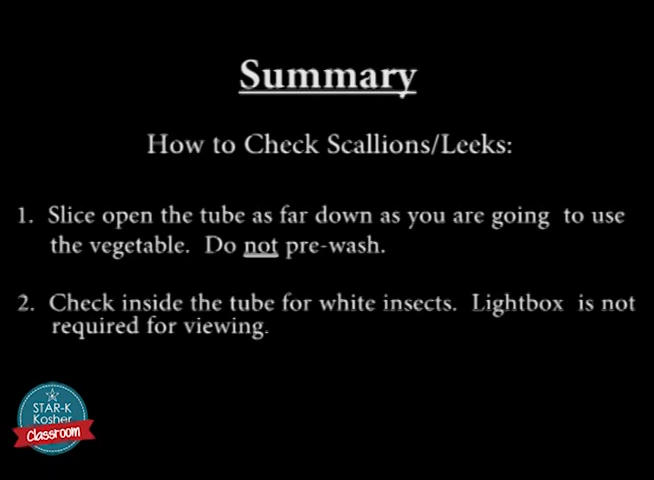 Summary
How to Check Scallions/Leeks:
1. Slice open the tube as far down as you are going to use
the vegetable. Do not pre-wash.
2. Check inside the tube for white insects. Lightbox is not
required for viewing.
STAR-K
Kosher
Classroom